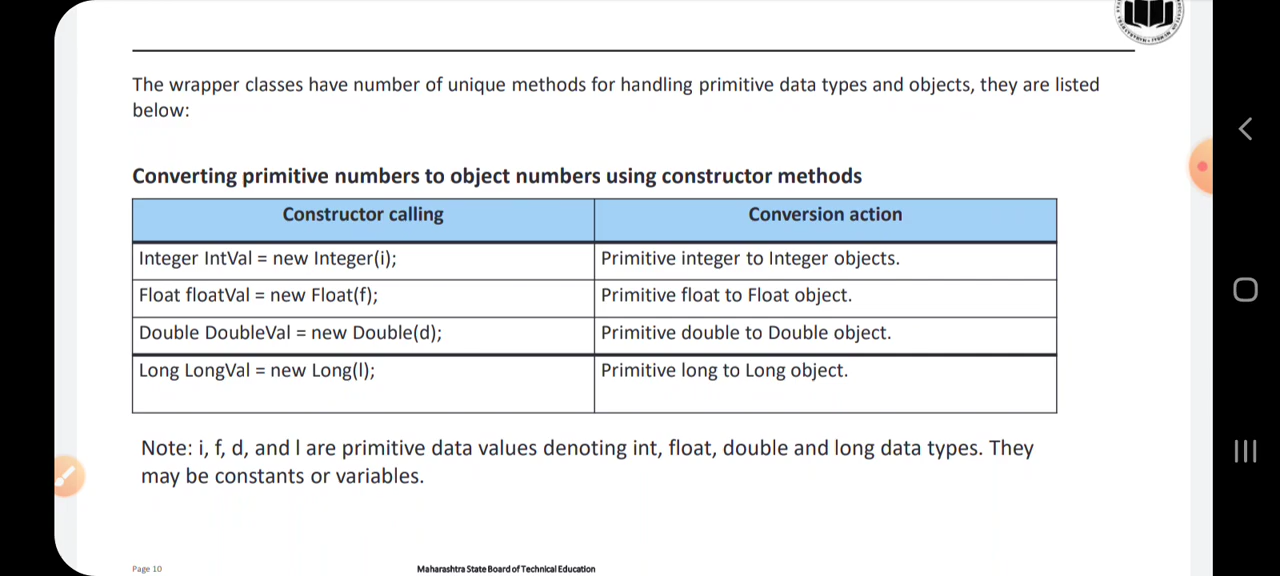 The wrapper classes have number of unique methods for handling primitive data types and objects, they are listed
below:
Converting primitive numbers to object numbers using constructor methods
Constructor calling Conversion action
Integer IntVal = new Integer(i); Primitive integer to Integer objects.
Float floatVal = new Float(f); Primitive float to Float object.
Double DoubleVal = new Double(d); Primitive double to Double object.
Long LongVal = new Long(l); Primitive long to Long object.
Note: i, f, d, and l are primitive data values denoting int, float, double and long data types. They
may be constants or variables.
Page 10 Maharashtra State Board of Technical Education